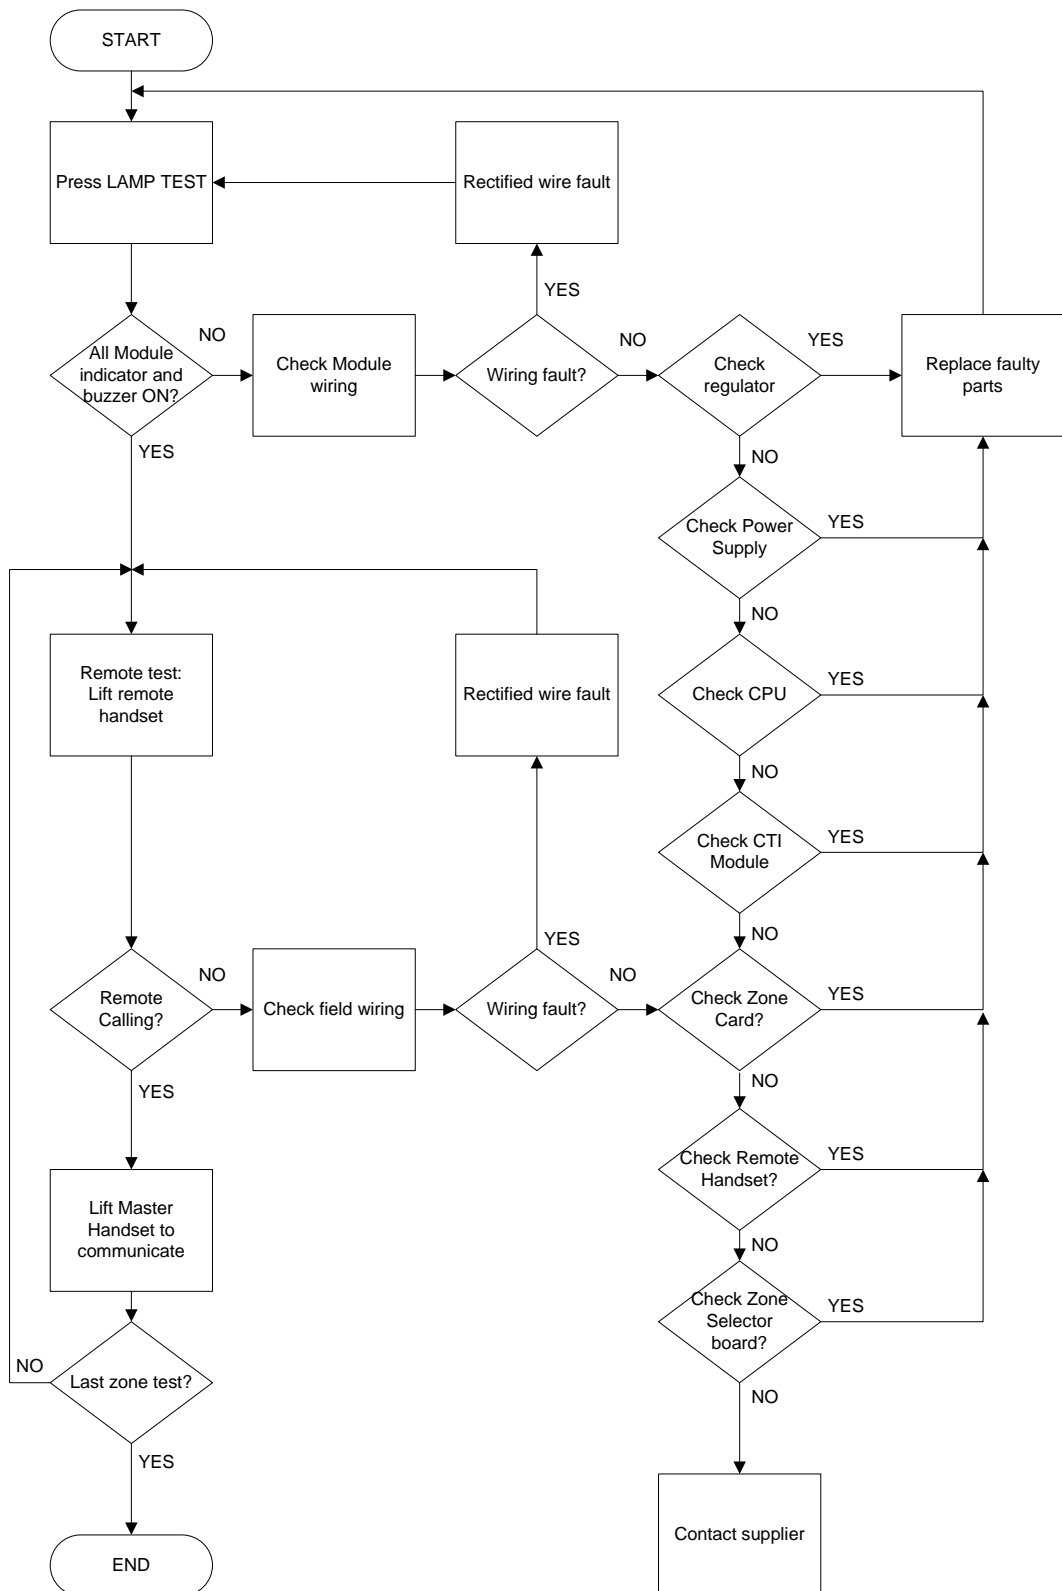 START
Press LAMP TEST
Rectified wire fault
YES
All Module
indicator and
buzzer ON?
NO
Check Module
wiring
Wiring fault?
NO
Check
regulator
YES
Replace faulty
parts
YES
NO
Check Power
Supply
YES
NO
Remote test:
Lift remote
handset
Rectified wire fault
Check CPU
YES
NO
Check CTI
Module
YES
NO
YES
Remote
Calling?
NO
Check field wiring
Wiring fault?
NO
Check Zone
Card?
YES
YES
NO
Check Remote
Handset?
YES
Lift Master
Handset to
communicate
NO
Check Zone
Selector
board?
YES
NO
Last zone test?
NO
YES
Contact supplier
END